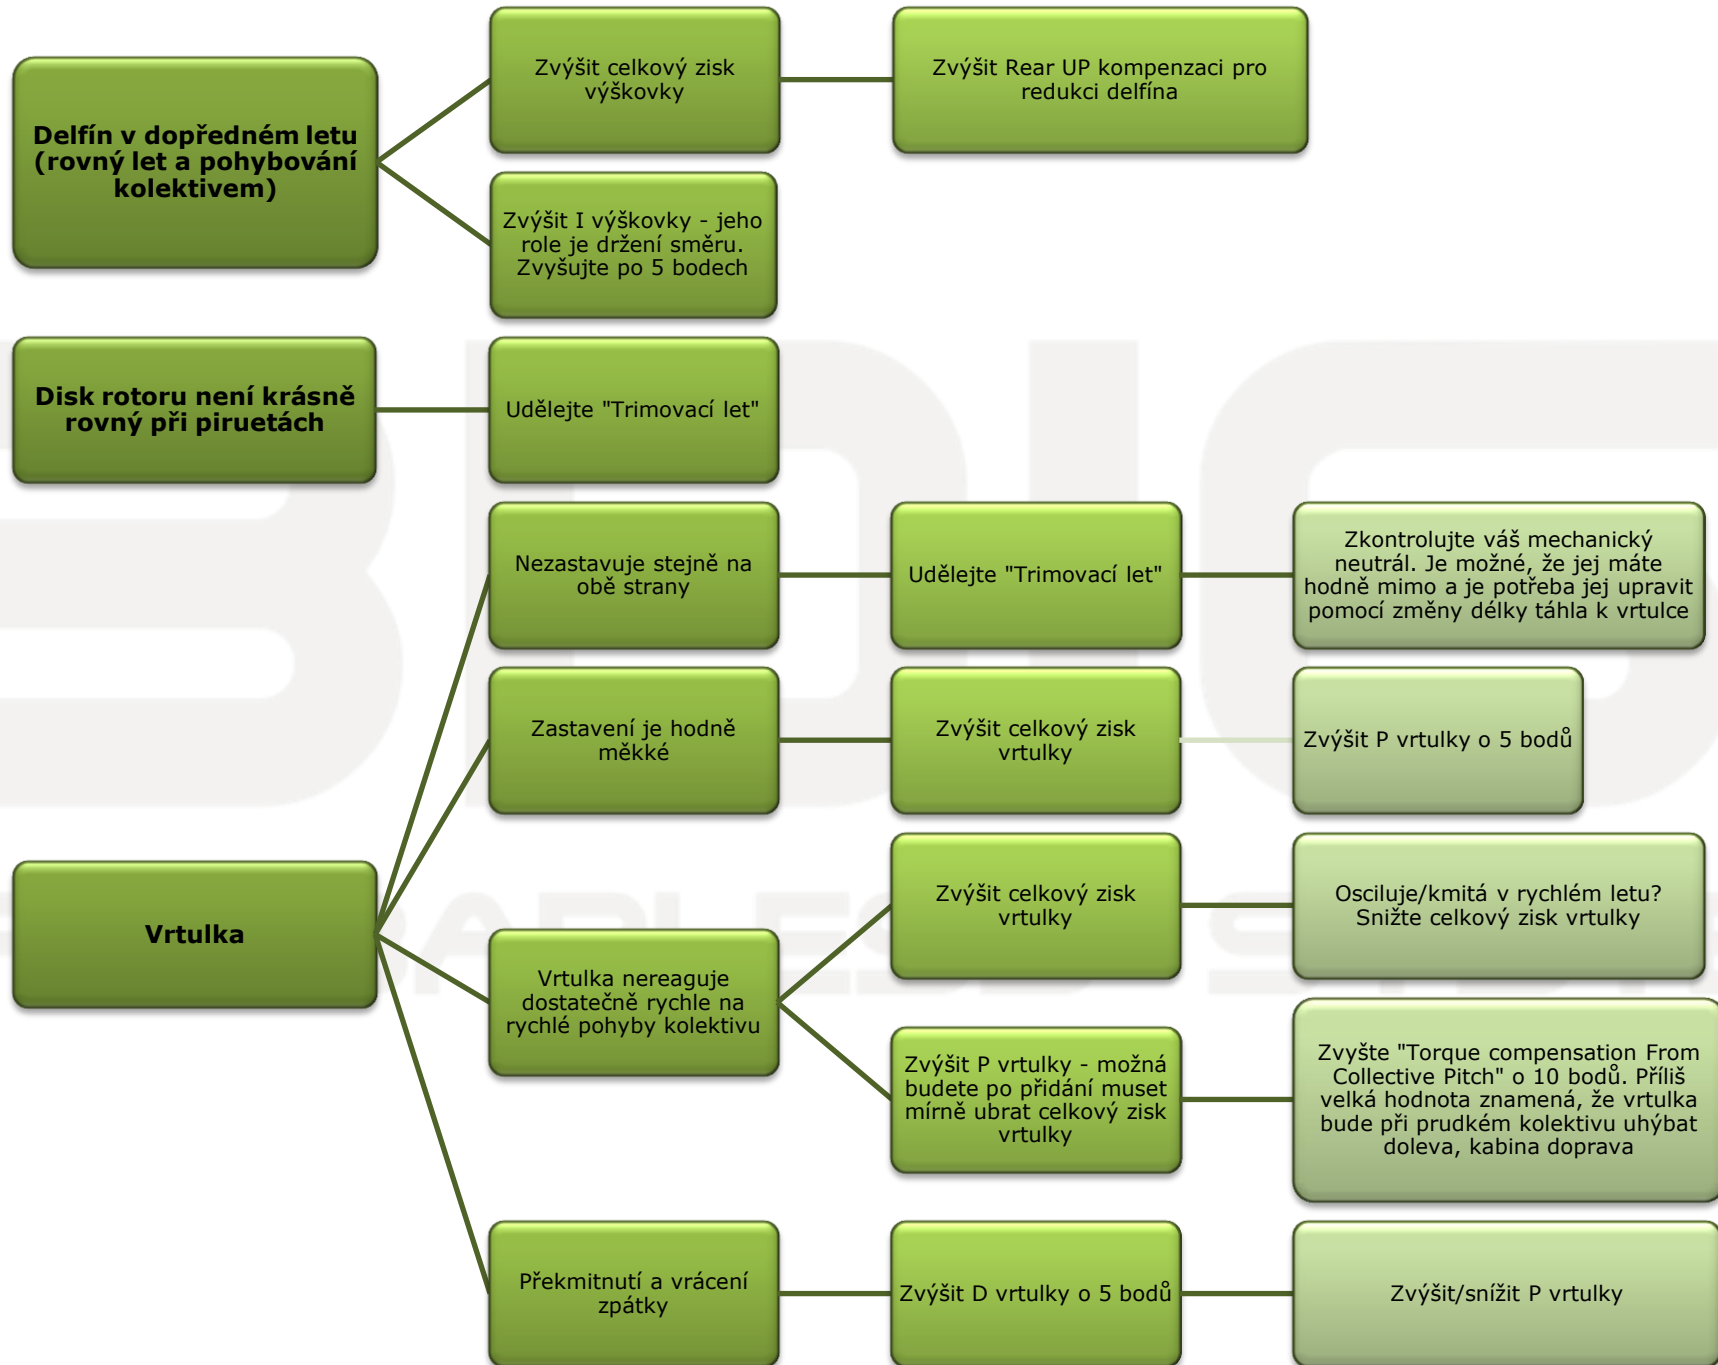 Delfín v dopředném letu
(rovný let a pohybování
kolektivem)
Zvýšit celkový zisk
výškovky
Zvýšit Rear UP kompenzaci pro
redukci delfína
Zvýšit I výškovky - jeho
role je držení směru.
Zvyšujte po 5 bodech
Disk rotoru není krásně
rovný při piruetách
Udělejte "Trimovací let"
Vrtulka
Nezastavuje stejně na
obě strany
Udělejte "Trimovací let"
Zkontrolujte váš mechanický
neutrál. Je možné, že jej máte
hodně mimo a je potřeba jej upravit
pomocí změny délky táhla k vrtulce
Zastavení je hodně
měkké
Zvýšit celkový zisk
vrtulky
Zvýšit P vrtulky o 5 bodů
Vrtulka nereaguje
dostatečně rychle na
rychlé pohyby kolektivu
Zvýšit celkový zisk
vrtulky
Osciluje/kmitá v rychlém letu?
Snižte celkový zisk vrtulky
Zvýšit P vrtulky - možná
budete po přidání muset
mírně ubrat celkový zisk
vrtulky
Zvyšte "Torque compensation From
Collective Pitch" o 10 bodů. Příliš
velká hodnota znamená, že vrtulka
bude při prudkém kolektivu uhýbat
doleva, kabina doprava
Překmitnutí a vrácení
zpátky
Zvýšit D vrtulky o 5 bodů
Zvýšit/snížit P vrtulky